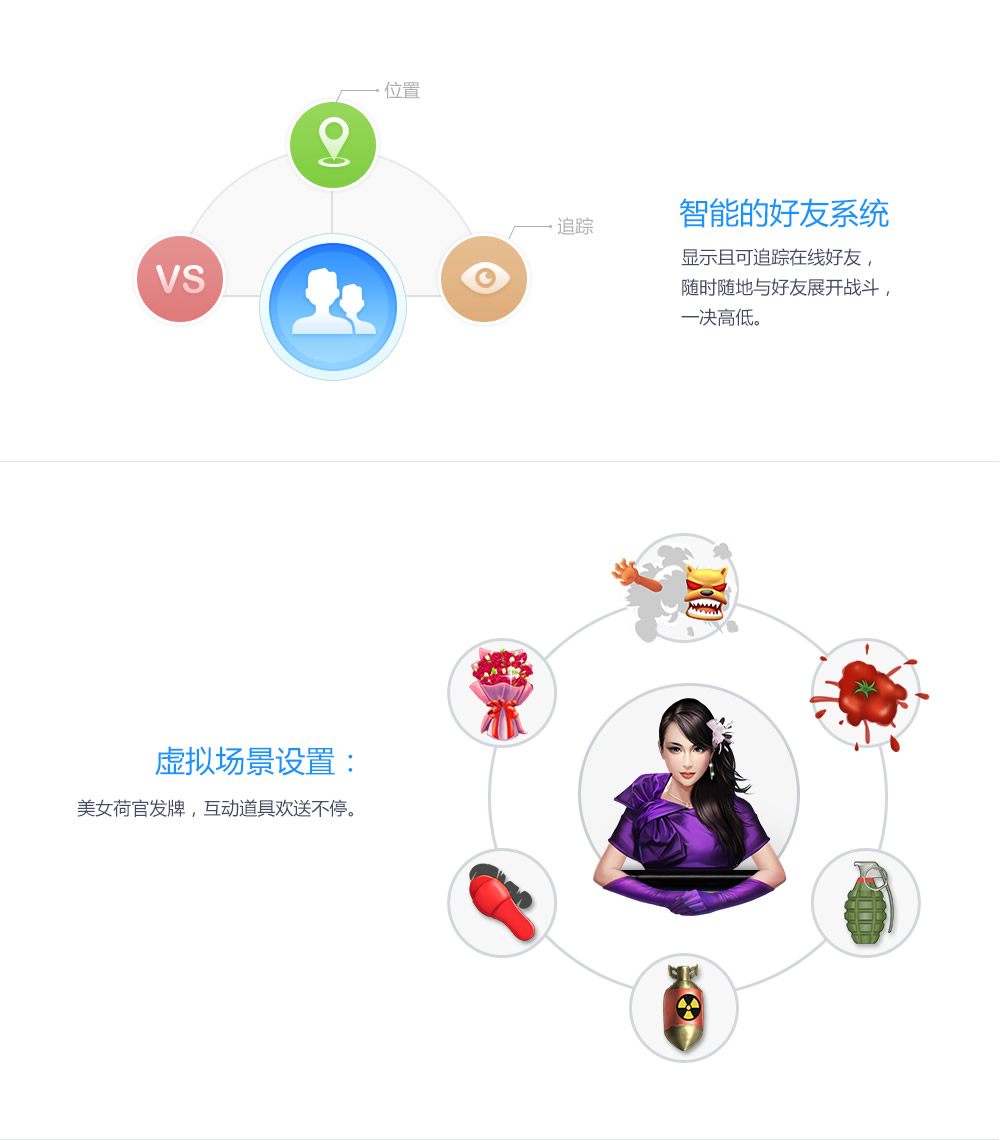 位置
追踪
VS
智能的好友系统
显示且可追踪在线好友，
随时随地与好友展开战斗，
一决高低。
虚拟场景设置：
美女荷官发牌，互动道具欢送不停。